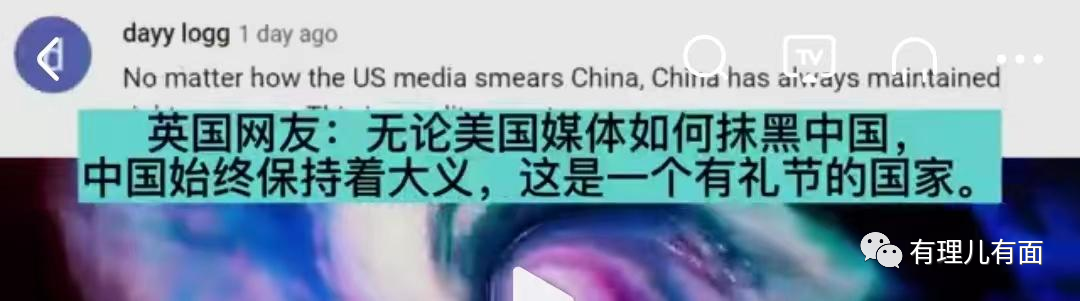 dayy logg 1 day ago
No matter how the US media smears China, China has always maintained
英国网友：无论美国媒体如何抹黑中国，
中国始终保持着大义，这是一个有礼节的国家。
d
TV
有理儿有面